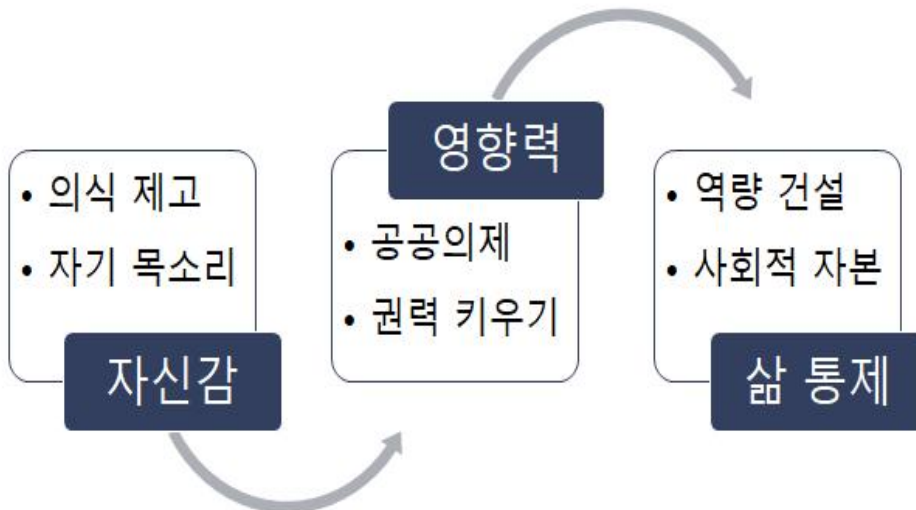 • 의식 제고
• 자기 목소리
자신감
영향력
• 공공의제
• 권력 키우기
• 역량 건설
• 사회적 자본
삶 통제